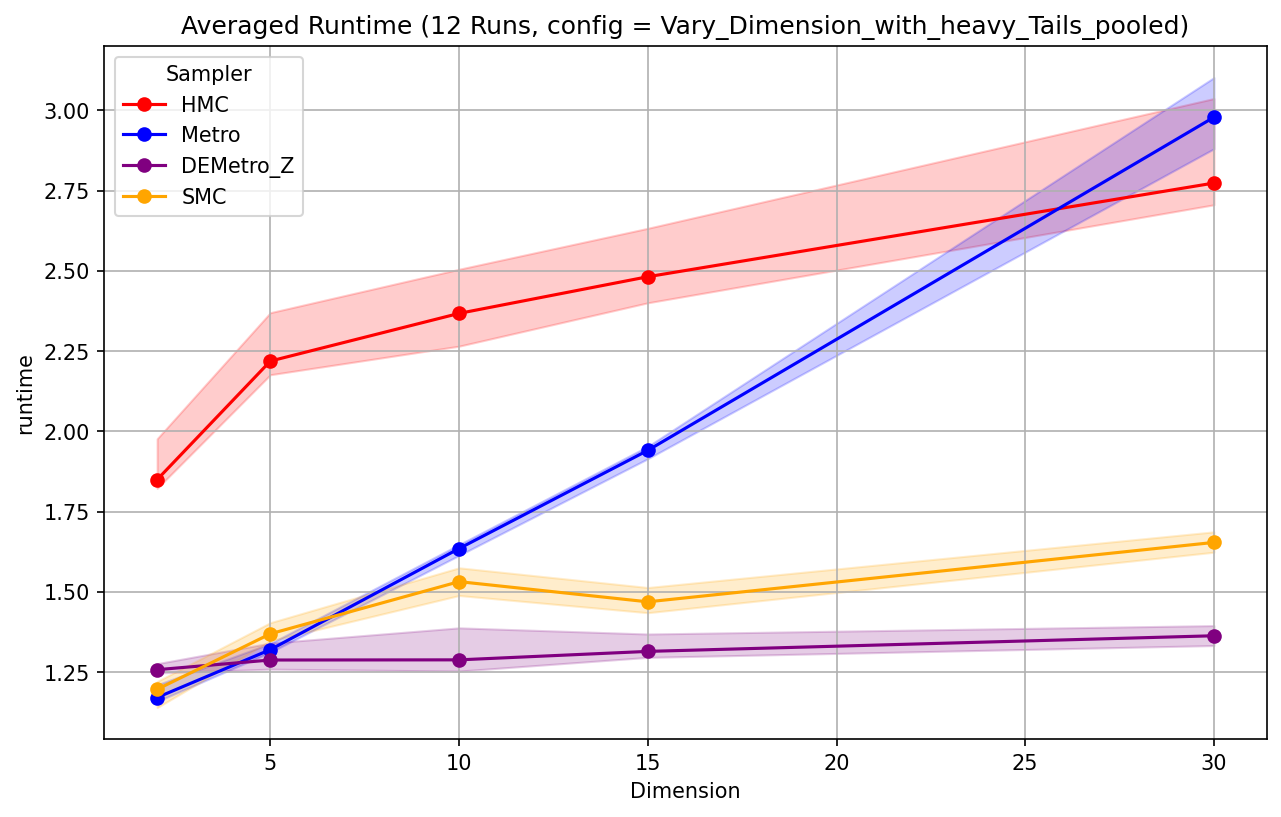 Averaged Runtime (12 Runs, config = Vary_Dimension_with_heavy_Tails_pooled)
Sampler
HMC
Metro
DEMetro_Z
SMC
runtime
3.00
2.75
2.50
2.25
2.00
1.75
1.50
1.25
5 10 15 20 25 30
Dimension